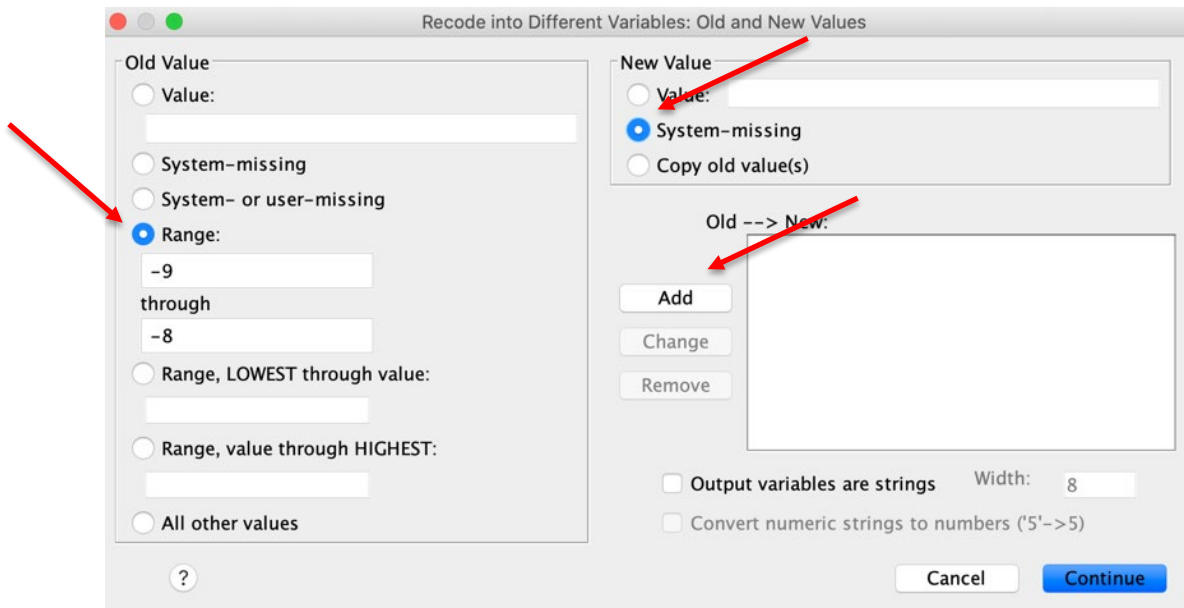 Recode into Different Variables: Old and New Values
Old Value
Value:
System-missing
System- or user-missing
Range:
-9
through
-8
Range, LOWEST through value:
Range, value through HIGHEST:
All other values
New Value
Value:
System-missing
Copy old value(s)
Old --> New:
Add
Change
Remove
Output variables are strings
Width:
8
Convert numeric strings to numbers ('5'->5)
?
Cancel
Continue